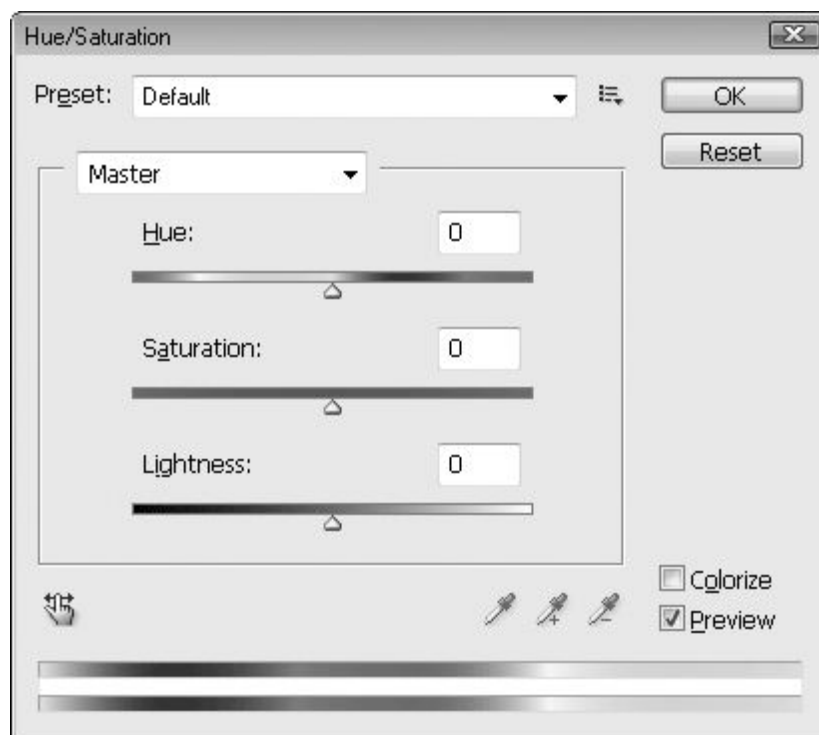 Hue/Saturation
Preset: Default
OK
Reset
Master
Hue: 0
Saturation: 0
Lightness: 0
Colorize
Preview